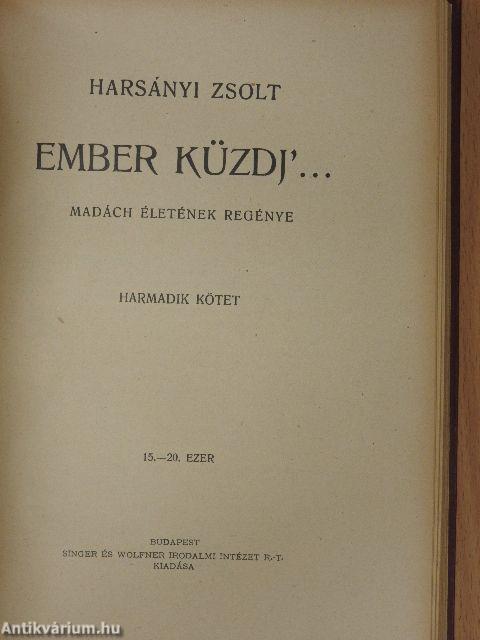 HARSÁNYI ZSOLT
EMBER KÜZDJ'...
MADÁCH ÉLETÉNEK REGÉNYE
HARMADIK KÖTET
15.—20. EZER
BUDAPEST
SINGER ÉS WOLFNER IRODALMI INTÉZET R.-T.
KIADÁSA
Antikvárium.hu